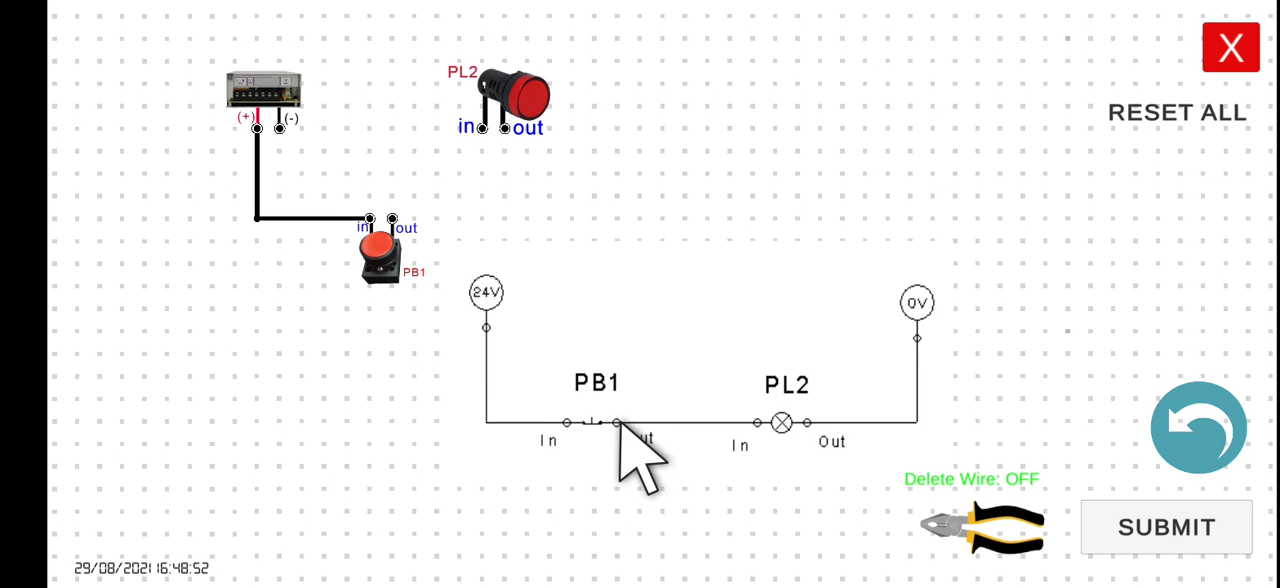 X
RESET ALL
PL2
(+) (-)
in out
in out
PB1
24V
0V
PB1 PL2
In ut In Out
Delete Wire: OFF
SUBMIT
29/08/2021 16:48:52